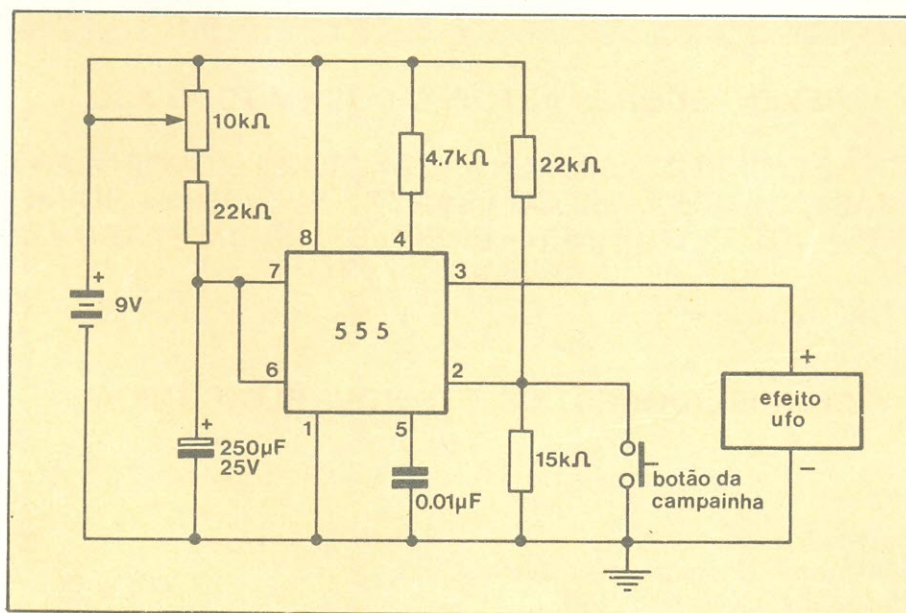 10kΩ
4,7kΩ
22kΩ
22kΩ
8
4
7
3
+
9V
555
6
2
+
efeito
ufo
1
5
+
250µF
25V
15kΩ
−
botão da
campainha
0.01µF